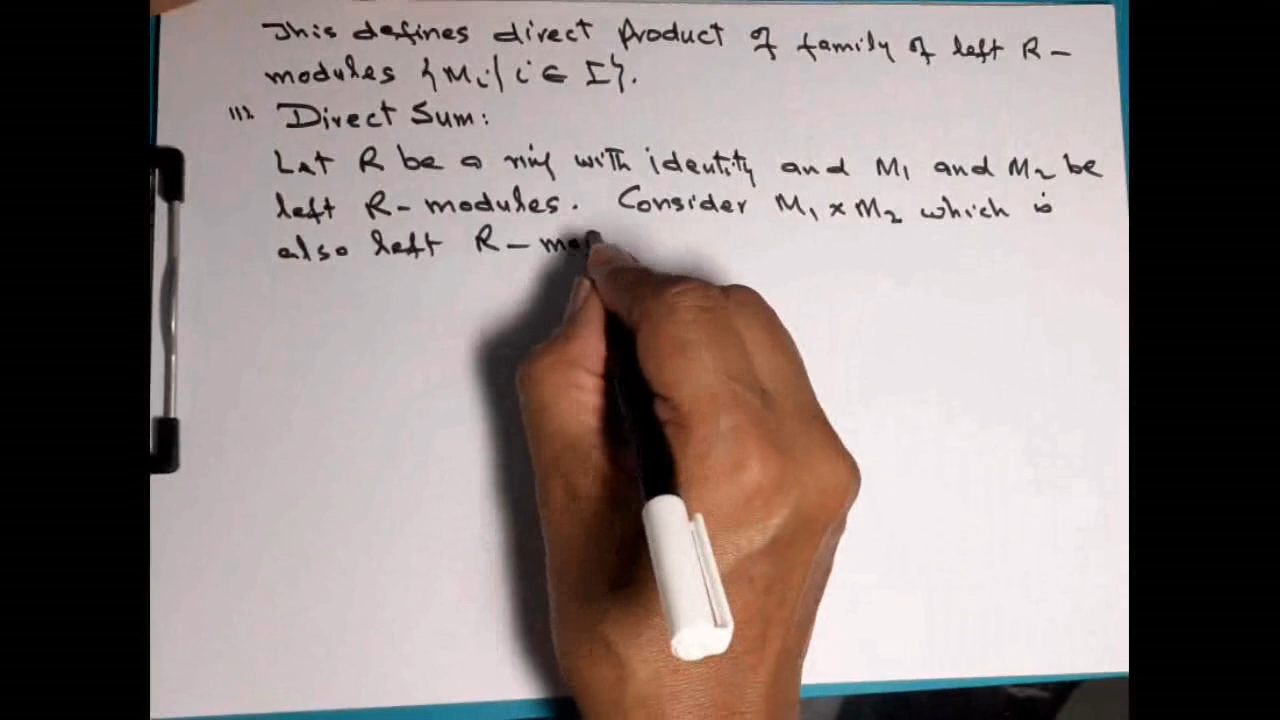 This defines direct product of family of left R-
modules {Mi / i ∈ I}.
iii) Direct Sum:
Let R be a ring with identity and M1 and M2 be
left R-modules. Consider M1 x M2 which is
also left R-mod